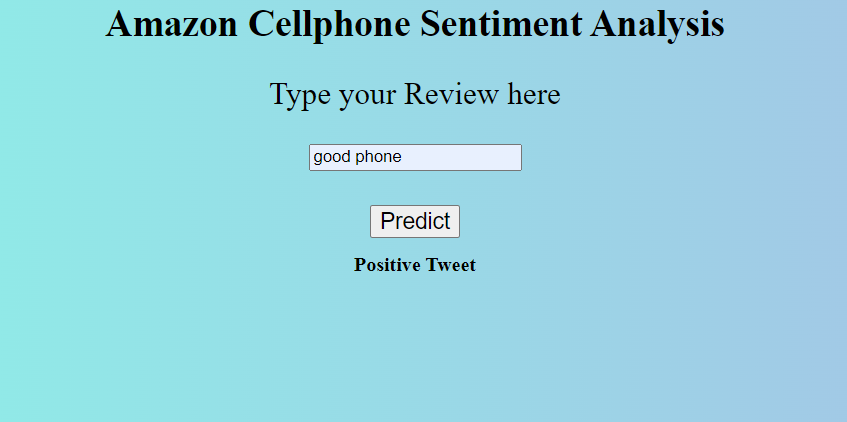 Amazon Cellphone Sentiment Analysis
Type your Review here
good phone
Predict
Positive Tweet